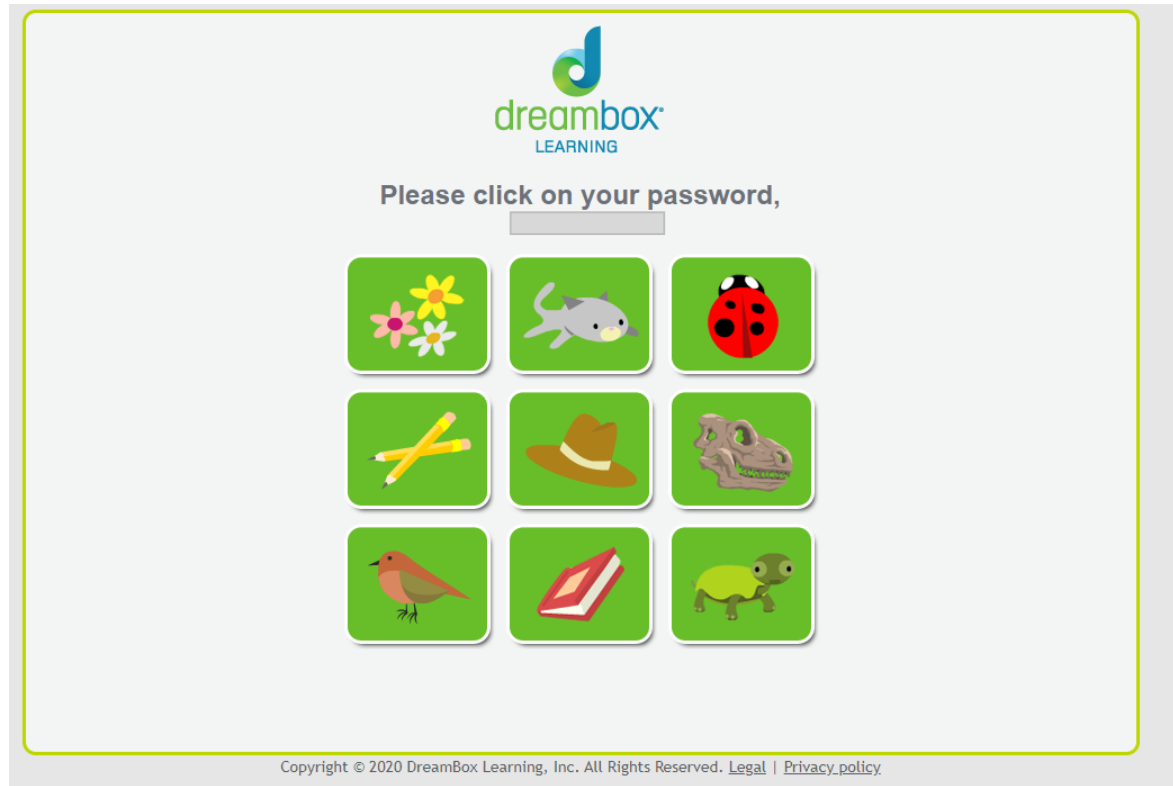 dreambox
LEARNING
Please click on your password,
Copyright © 2020 DreamBox Learning, Inc. All Rights Reserved. Legal | Privacy policy